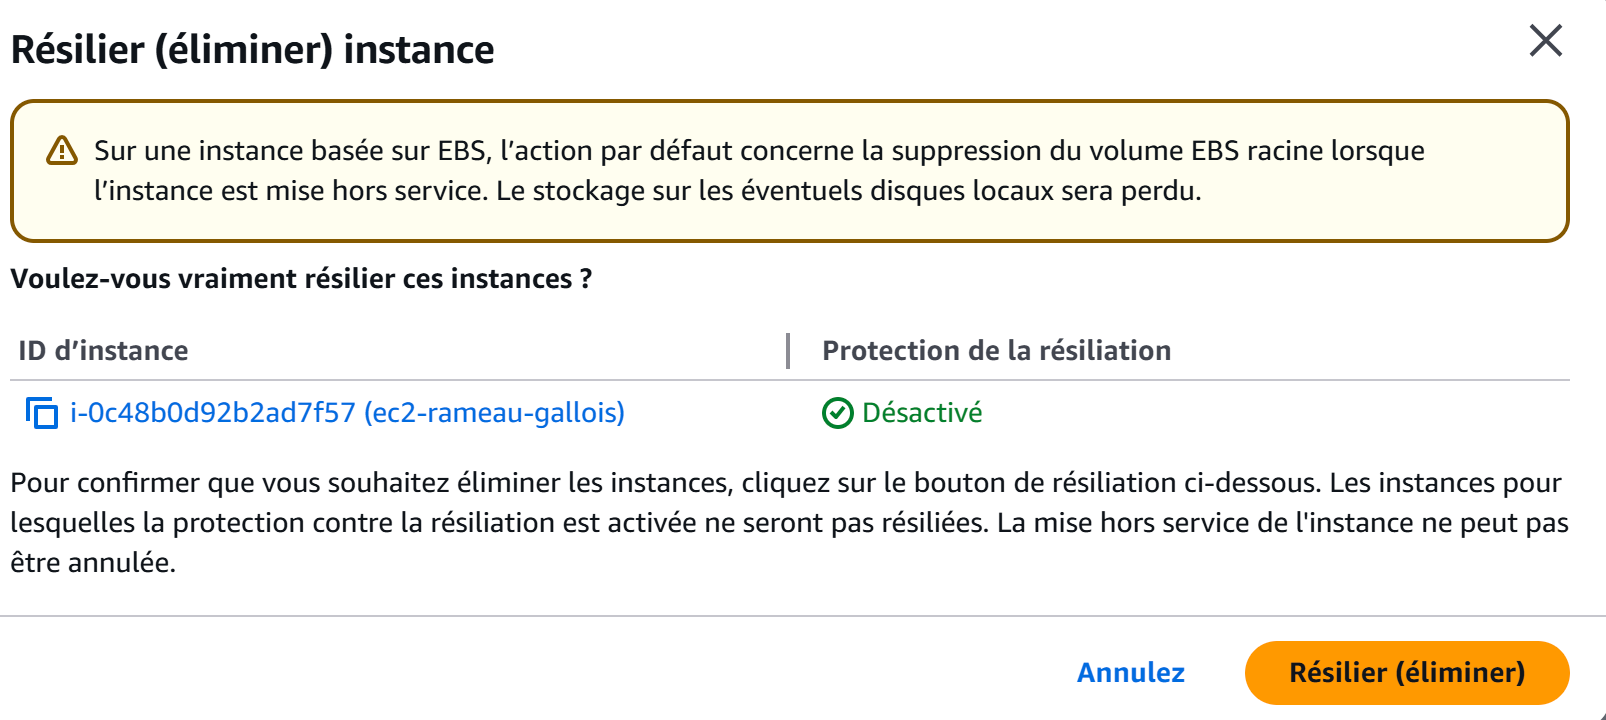 Résilier (éliminer) instance
Sur une instance basée sur EBS, l’action par défaut concerne la suppression du volume EBS racine lorsque
l’instance est mise hors service. Le stockage sur les éventuels disques locaux sera perdu.
Voulez-vous vraiment résilier ces instances ?
ID d’instance
Protection de la résiliation
i-0c48b0d92b2ad7f57 (ec2-rameau-gallois)
Désactivé
Pour confirmer que vous souhaitez éliminer les instances, cliquez sur le bouton de résiliation ci-dessous. Les instances pour
lesquelles la protection contre la résiliation est activée ne seront pas résiliées. La mise hors service de l'instance ne peut pas
être annulée.
Annulez
Résilier (éliminer)